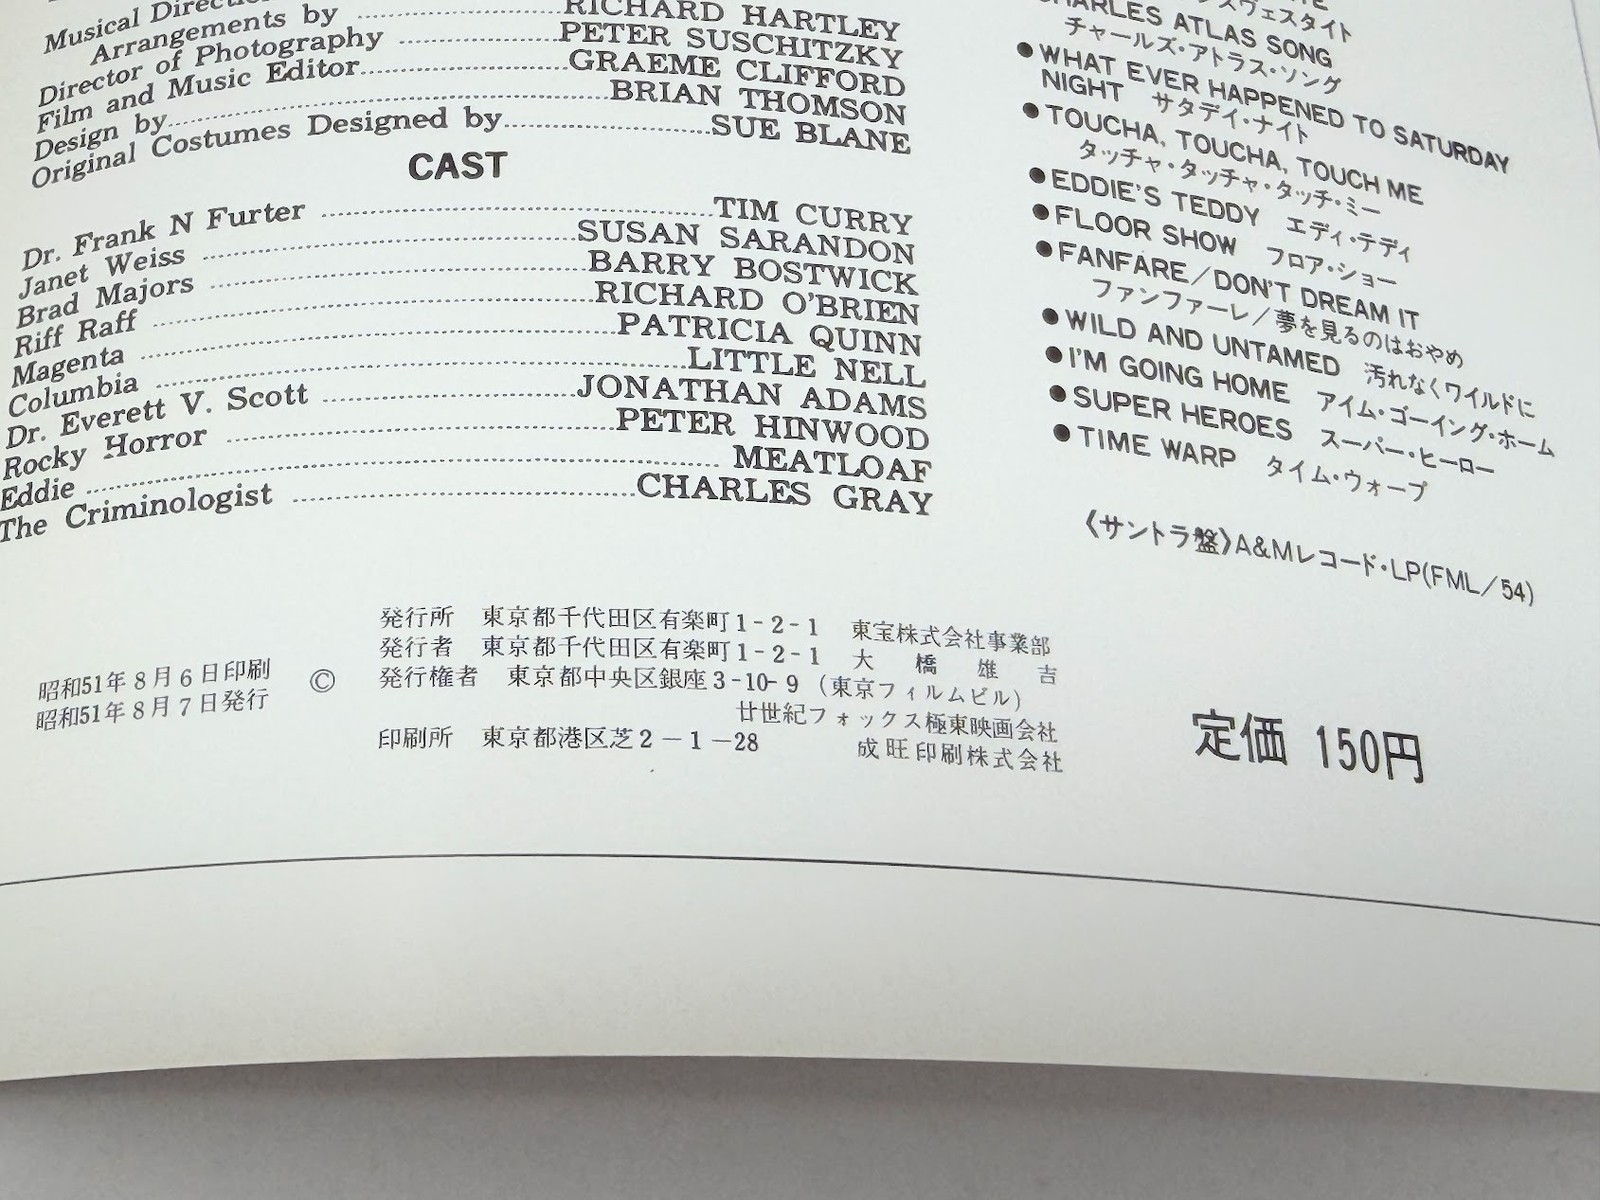 Musical Direction
Arrangements by ........ RICHARD HARTLEY
Director of Photography ........ PETER SUSCHITZKY
Film and Music Editor........ GRAEME CLIFFORD
Design by........ BRIAN THOMSON
Original Costumes Designed by........ SUE BLANE
CAST
Dr. Frank N Furter ........ TIM CURRY
Janet Weiss ........ SUSAN SARANDON
Brad Majors ........ BARRY BOSTWICK
Riff Raff ........ RICHARD O'BRIEN
Magenta ........ PATRICIA QUINN
Columbia ........ LITTLE NELL
Dr. Everett V. Scott ........ JONATHAN ADAMS
Rocky Horror ........ PETER HINWOOD
Eddie ........ MEATLOAF
The Criminologist ........ CHARLES GRAY
CHARLES ATLAS SONG
チャールズ・アトラス・ソング
●WHAT EVER HAPPENED TO SATURDAY
NIGHT サタデイ・ナイト
●TOUCHA, TOUCHA, TOUCH ME
タッチャ・タッチャ・タッチ・ミー
●EDDIE'S TEDDY エディ・テディ
●FLOOR SHOW フロア・ショー
●FANFARE/DON'T DREAM IT
ファンファーレ/夢を見るのはおやめ
●WILD AND UNTAMED 汚れなくワイルドに
●I'M GOING HOME アイム・ゴーイング・ホーム
●SUPER HEROES スーパー・ヒーロー
●TIME WARP タイム・ウォープ
《サントラ盤》A&Mレコード・LP(FML/54)
昭和51年8月6日印刷
昭和51年8月7日発行
©
発行所 東京都千代田区有楽町1-2-1 東宝株式会社事業部
発行者 東京都千代田区有楽町1-2-1 大橋雄吉
発行権者 東京都中央区銀座3-10-9 (東京フィルムビル)
廿世紀フォックス極東映画会社
印刷所 東京都港区芝2-1-28 成旺印刷株式会社
定価 150円